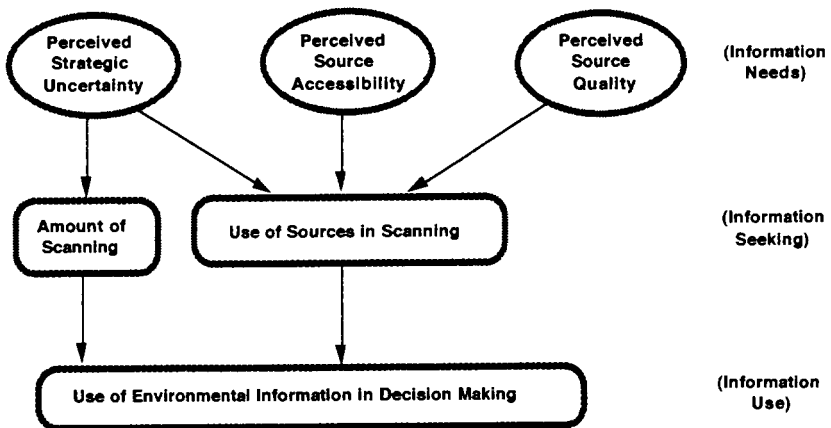 Perceived
Strategic
Uncertainty
Perceived
Source
Accessibility
Perceived
Source
Quality
(Information
Needs)
Amount of
Scanning
Use of Sources in Scanning
(Information
Seeking)
Use of Environmental Information in Decision Making
(Information
Use)